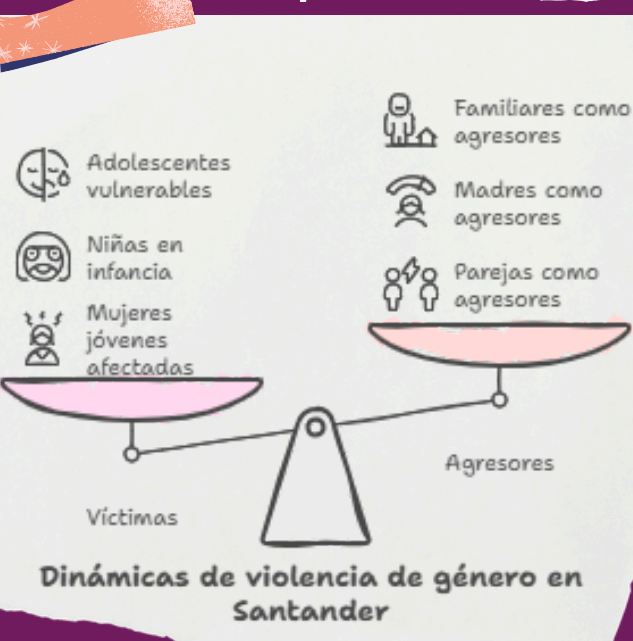 Adolescentes
vulnerables
Niñas en
infancia
Mujeres
jóvenes
afectadas
Víctimas
Familiares como
agresores
Madres como
agresores
Parejas como
agresores
Agresores
Dinámicas de violencia de género en
Santander